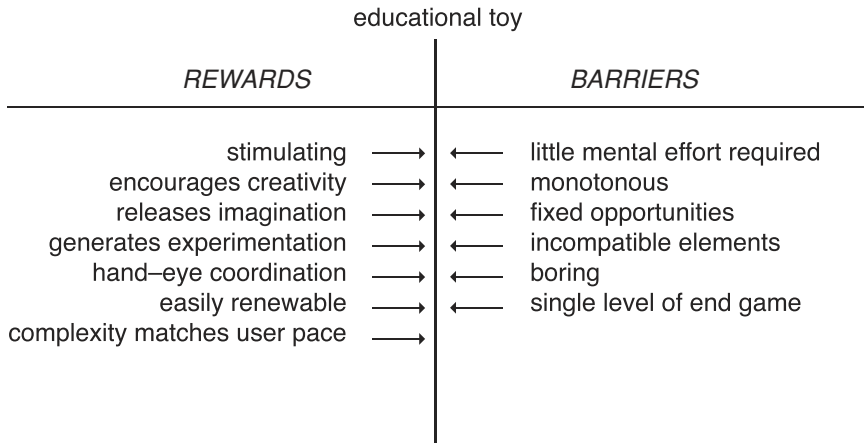 educational toy
REWARDS
BARRIERS
stimulating
little mental effort required
encourages creativity
monotonous
releases imagination
fixed opportunities
generates experimentation
incompatible elements
hand–eye coordination
boring
easily renewable
single level of end game
complexity matches user pace